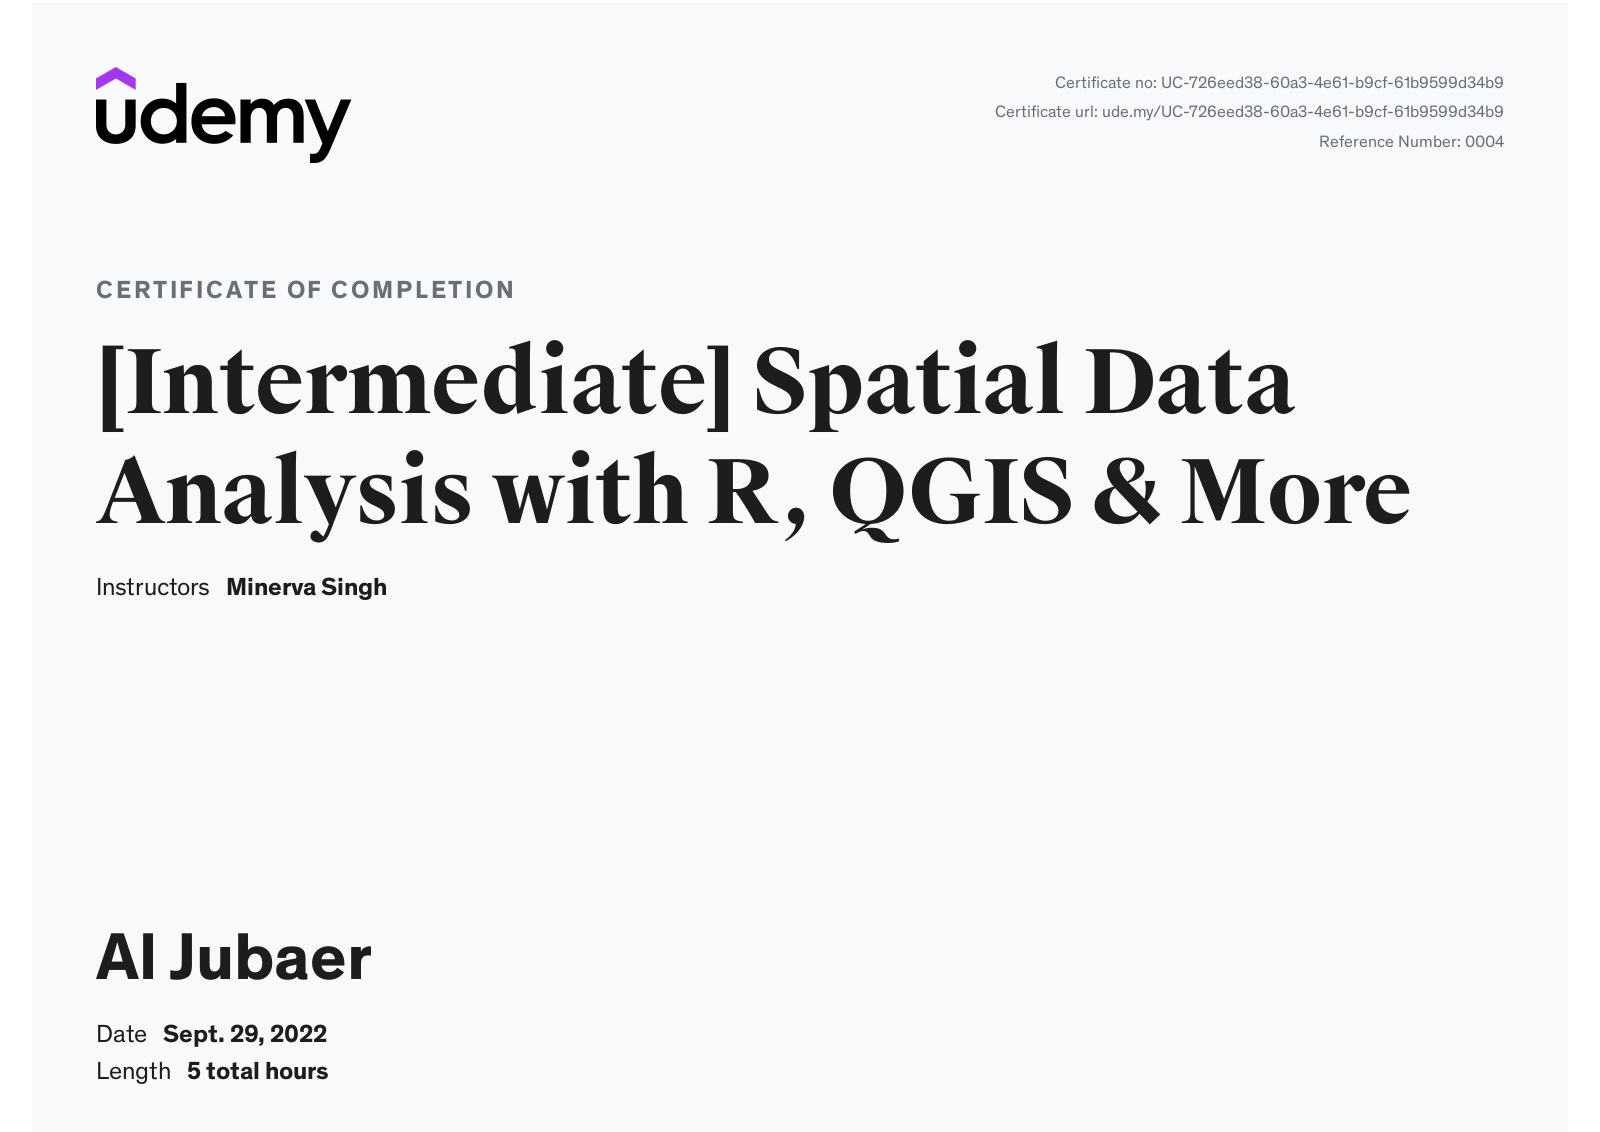 udemy
Certificate no: UC-726eed38-60a3-4e61-b9cf-61b9599d34b9
Certificate url: ude.my/UC-726eed38-60a3-4e61-b9cf-61b9599d34b9
Reference Number: 0004
CERTIFICATE OF COMPLETION
[Intermediate] Spatial Data
Analysis with R, QGIS & More
Instructors Minerva Singh
Al Jubaer
Date Sept. 29, 2022
Length 5 total hours